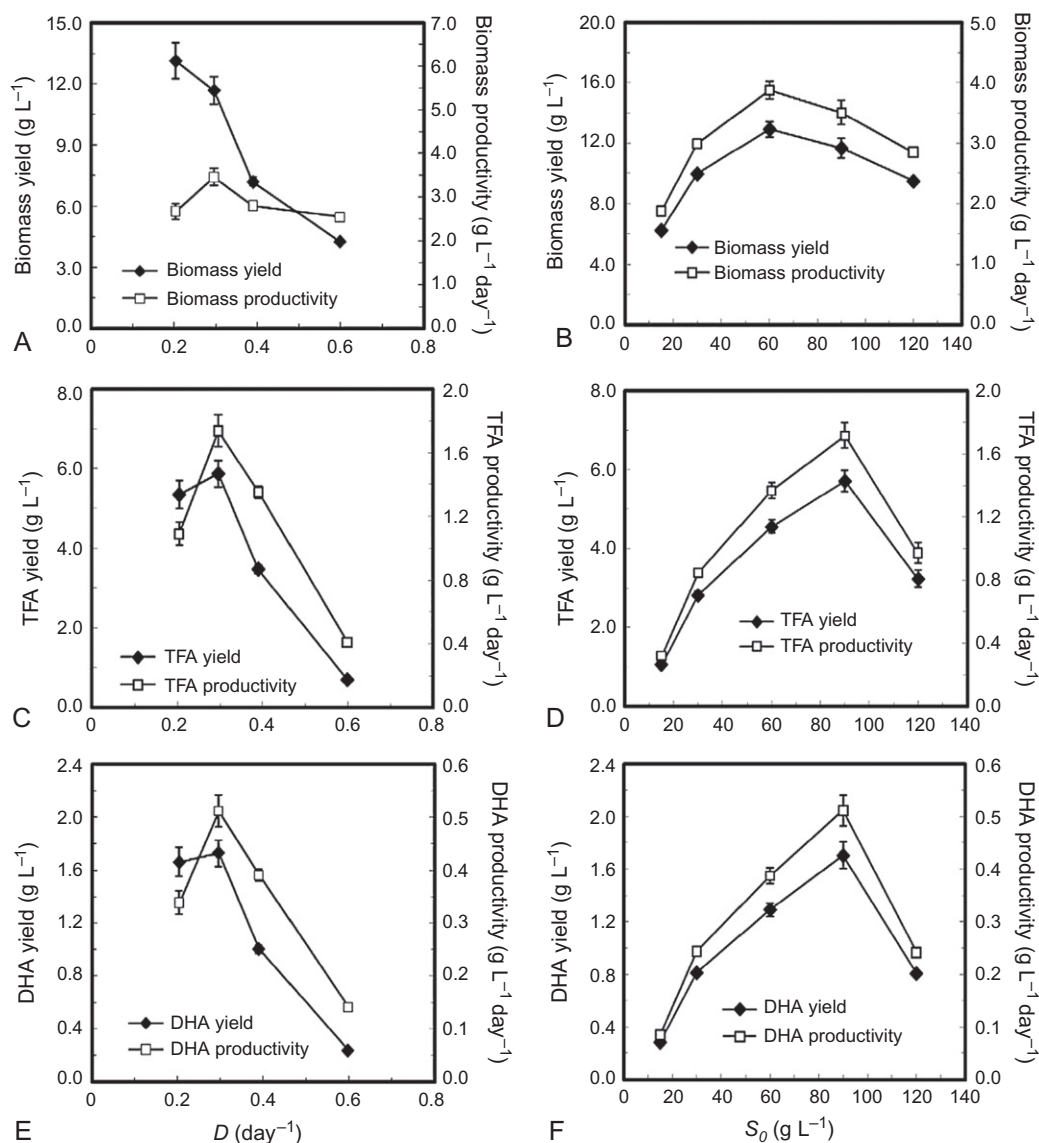 15.0
12.0
9.0
6.0
3.0
0.0
Biomass yield (g L⁻¹)
7.0
6.0
5.0
4.0
3.0
2.0
1.0
0.0
Biomass productivity (g L⁻¹ day⁻¹)
Biomass yield
Biomass productivity
A
0 0.2 0.4 0.6 0.8
20.0
16.0
12.0
8.0
4.0
0.0
Biomass yield (g L⁻¹)
5.0
4.0
3.0
2.0
1.0
0.0
Biomass productivity (g L⁻¹ day⁻¹)
Biomass yield
Biomass productivity
B
0 20 40 60 80 100 120 140
8.0
6.0
4.0
2.0
0.0
TFA yield (g L⁻¹)
2.0
1.6
1.2
0.8
0.4
0.0
TFA productivity (g L⁻¹ day⁻¹)
TFA yield
TFA productivity
C
0 0.2 0.4 0.6 0.8
8.0
6.0
4.0
2.0
0.0
TFA yield (g L⁻¹)
2.0
1.6
1.2
0.8
0.4
0.0
TFA productivity (g L⁻¹ day⁻¹)
TFA yield
TFA productivity
D
0 20 40 60 80 100 120 140
2.4
2.0
1.6
1.2
0.8
0.4
0.0
DHA yield (g L⁻¹)
0.6
0.5
0.4
0.3
0.2
0.1
0.0
DHA productivity (g L⁻¹ day⁻¹)
DHA yield
DHA productivity
0 0.2 0.4 0.6 0.8
E
D (day⁻¹)
2.4
2.0
1.6
1.2
0.8
0.4
0.0
DHA yield (g L⁻¹)
0.6
0.5
0.4
0.3
0.2
0.1
0.0
DHA productivity (g L⁻¹ day⁻¹)
DHA yield
DHA productivity
0 20 40 60 80 100 120 140
F
S₀ (g L⁻¹)